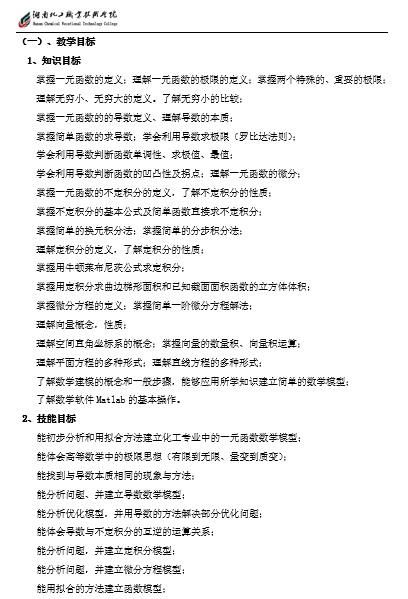 湖南化工职业技术学院
Hunan Chemical Vocational Technology College
（一）、教学目标
1、知识目标
掌握一元函数的定义；理解一元函数的极限的定义；掌握两个特殊的、重要的极限；
理解无穷小、无穷大的定义。了解无穷小的比较；
掌握一元函数的的导数定义、理解导数的本质；
掌握简单函数的求导数；学会利用导数求极限（罗比达法则）；
学会利用导数判断函数单调性、求极值、最值；
学会利用导数判断函数的凹凸性及拐点；理解一元函数的微分；
掌握一元函数的不定积分的定义，了解不定积分的性质；
掌握不定积分的基本公式及简单函数直接求不定积分；
掌握简单的换元积分法；掌握简单的分步积分法；
理解定积分的定义，了解定积分的性质；
掌握用牛顿莱布尼茨公式求定积分；
掌握用定积分求曲边梯形面积和已知截面面积函数的立方体体积；
掌握微分方程的定义；掌握简单一阶微分方程解法；
理解向量概念，性质；
理解空间直角坐标系的概念；掌握向量的数量积、向量积运算；
理解平面方程的多种形式；理解直线方程的多种形式；
了解数学建模的概念和一般步骤，能够应用所学知识建立简单的数学模型；
了解数学软件 Matlab 的基本操作。
2、技能目标
能初步分析和用拟合方法建立化工专业中的一元函数数学模型；
能体会高等数学中的极限思想（有限到无限、量变到质变）；
能找到与导数本质相同的现象与方法；
能分析问题、并建立导数数学模型；
能分析优化模型，并用导数的方法解决部分优化问题；
能体会导数与不定积分的互逆的运算关系；
能分析问题，并建立定积分模型；
能分析问题，并建立微分方程模型；
能用拟合的方法建立函数模型；